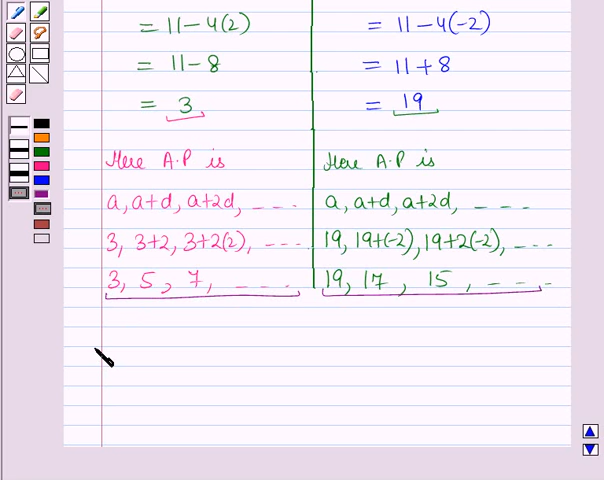 = 11-4(2)
= 11-8
= 3
Here A.P is
a, a+d, a+2d, ----
3, 3+2, 3+2(2), ----
3, 5, 7, ----
= 11-4(-2)
= 11+8
= 19
Here A.P is
a, a+d, a+2d, ----
19, 19+(-2), 19+2(-2), ----
19, 17, 15, ----